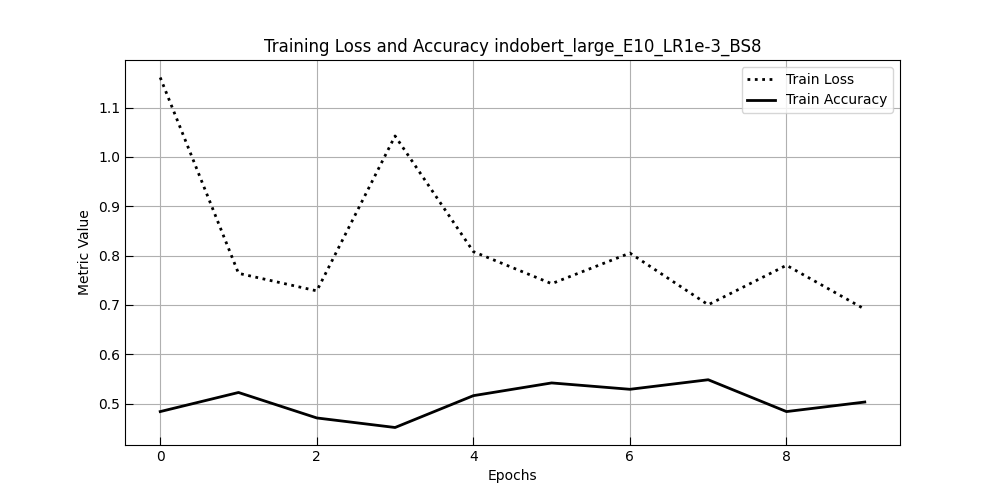 Training Loss and Accuracy indobert_large_E10_LR1e-3_BS8
Train Loss
Train Accuracy
Metric Value
1.1
1.0
0.9
0.8
0.7
0.6
0.5
0 2 4 6 8
Epochs